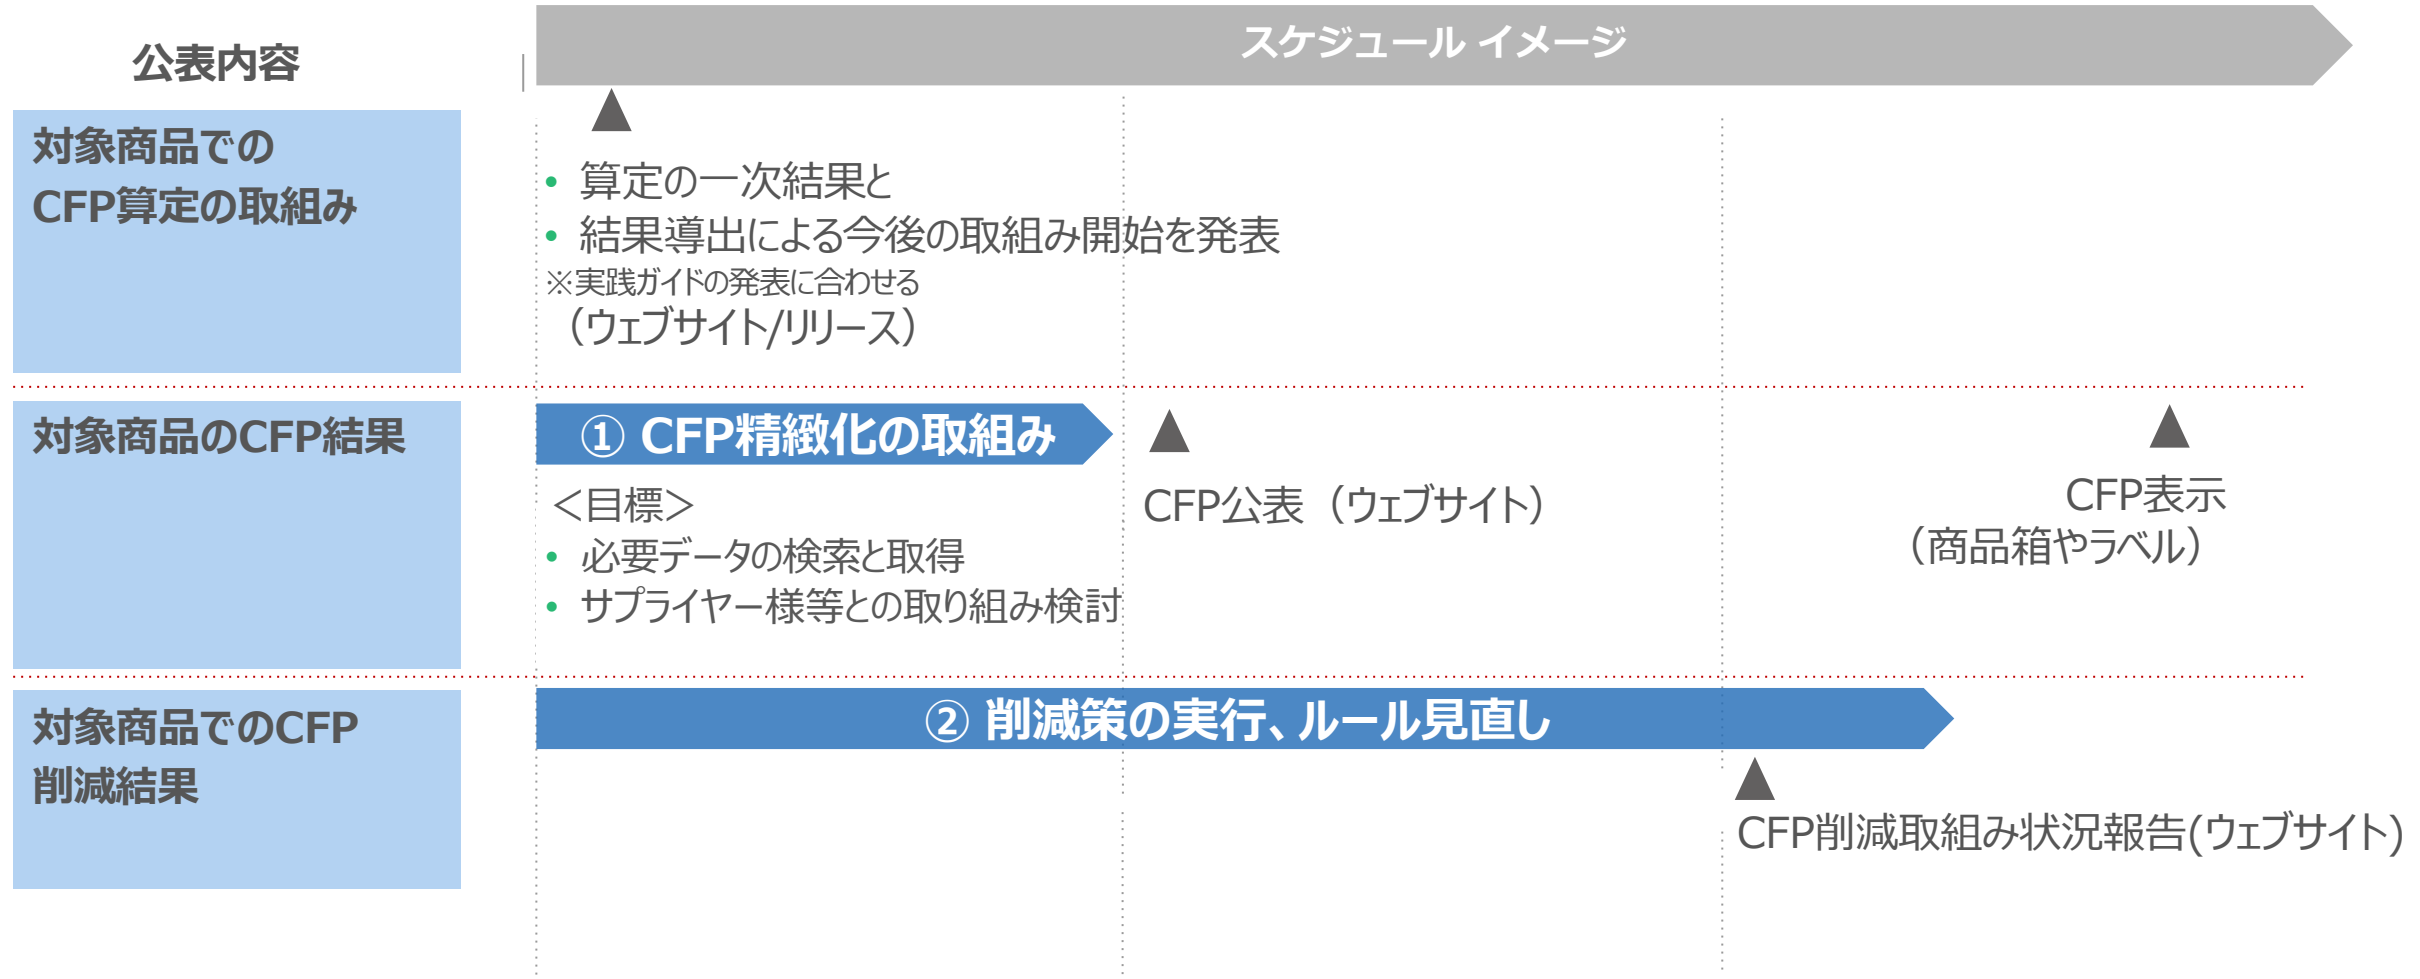 公表内容
スケジュール イメージ
対象商品での
CFP算定の取組み
• 算定の一次結果と
• 結果導出による今後の取組み開始を発表
※実践ガイドの発表に合わせる
（ウェブサイト/リリース）
対象商品のCFP結果
① CFP精緻化の取組み
＜目標＞
• 必要データの検索と取得
• サプライヤー様等との取り組み検討
CFP公表（ウェブサイト）
CFP表示
（商品箱やラベル）
対象商品でのCFP
削減結果
② 削減策の実行、ルール見直し
CFP削減取組み状況報告(ウェブサイト)